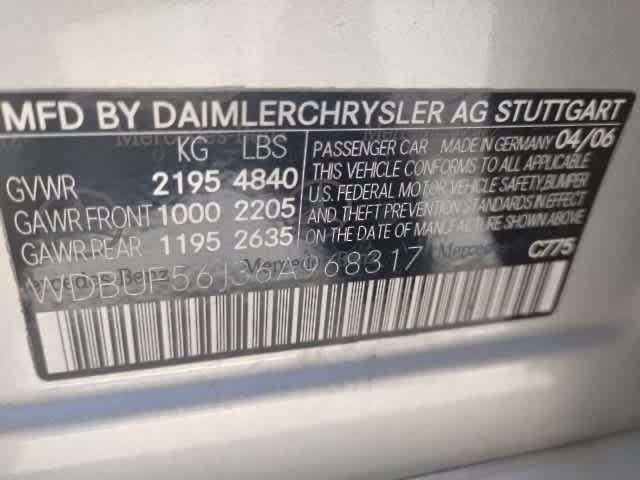 MFD BY DAIMLERCHRYSLER AG STUTTGART
KG LBS
GVWR 2195 4840
GAWR FRONT 1000 2205
GAWR REAR 1195 2635
PASSENGER CAR MADE IN GERMANY 04/06
THIS VEHICLE CONFORMS TO ALL APPLICABLE
U.S. FEDERAL MOTOR VEHICLE SAFETY, BUMPER
AND THEFT PREVENTION STANDARDS IN EFFECT
ON THE DATE OF MANUFACTURE SHOWN ABOVE
C775
Mercedes-Benz
WDBUF56J36A968317